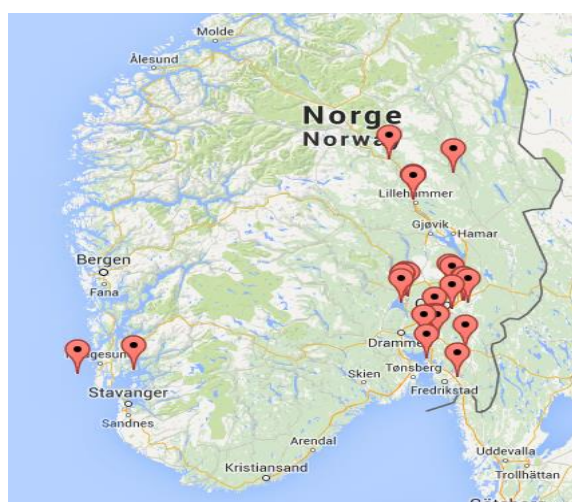 Molde
Ålesund
Norge
Norway
Lillehammer
Gjøvik
Hamar
Bergen
Fana
Drammen
Stavanger
Sandnes
Skien
Tønsberg
Fredrikstad
Arendal
Kristiansand
Uddevalla
Trollhättan